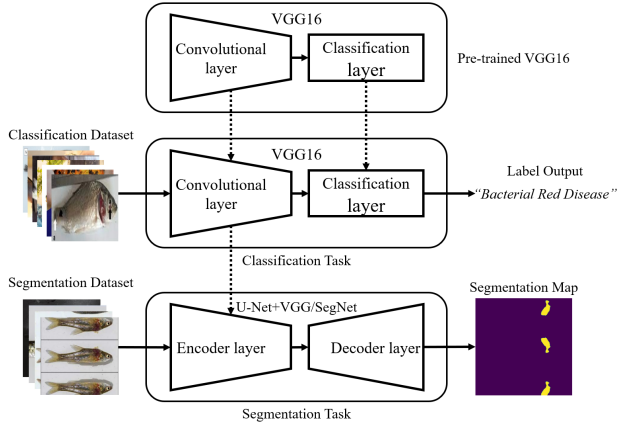 VGG16
Convolutional
layer
Classification
layer
Pre-trained VGG16
Classification Dataset
VGG16
Convolutional
layer
Classification
layer
Label Output
“Bacterial Red Disease”
Classification Task
Segmentation Dataset
U-Net+VGG/SegNet
Encoder layer
Decoder layer
Segmentation Map
Segmentation Task